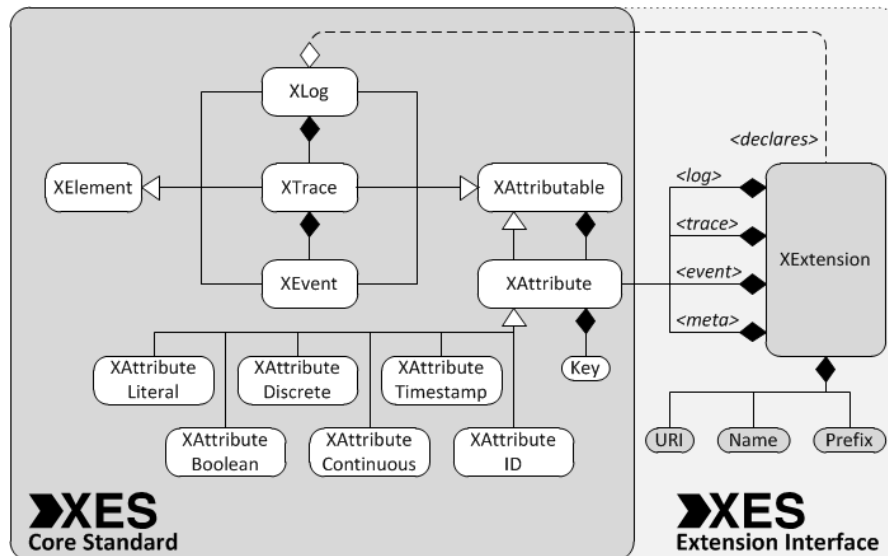 XLog
<declares>
XElement
XTrace
XAttributable
<log>
<trace>
XExtension
XEvent
XAttribute
<event>
<meta>
XAttribute
Literal
XAttribute
Discrete
XAttribute
Timestamp
Key
XAttribute
Boolean
XAttribute
Continuous
XAttribute
ID
URI
Name
Prefix
XES
Core Standard
XES
Extension Interface